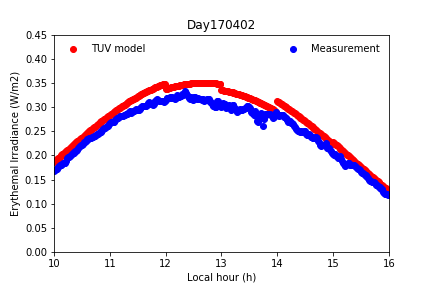 Day170402
TUV model
Measurement
Erythemal Irradiance (W/m2)
0.45
0.40
0.35
0.30
0.25
0.20
0.15
0.10
0.05
0.00
10 11 12 13 14 15 16
Local hour (h)